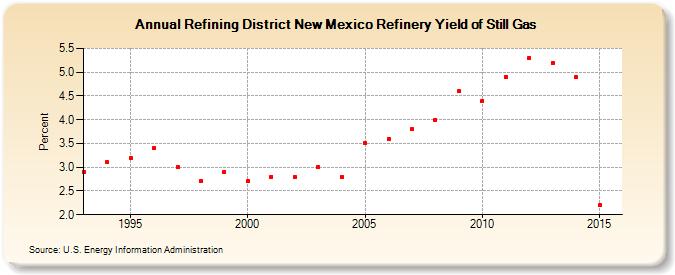 Annual Refining District New Mexico Refinery Yield of Still Gas
Percent
5.5
5.0
4.5
4.0
3.5
3.0
2.5
2.0
1995 2000 2005 2010 2015
Source: U.S. Energy Information Administration